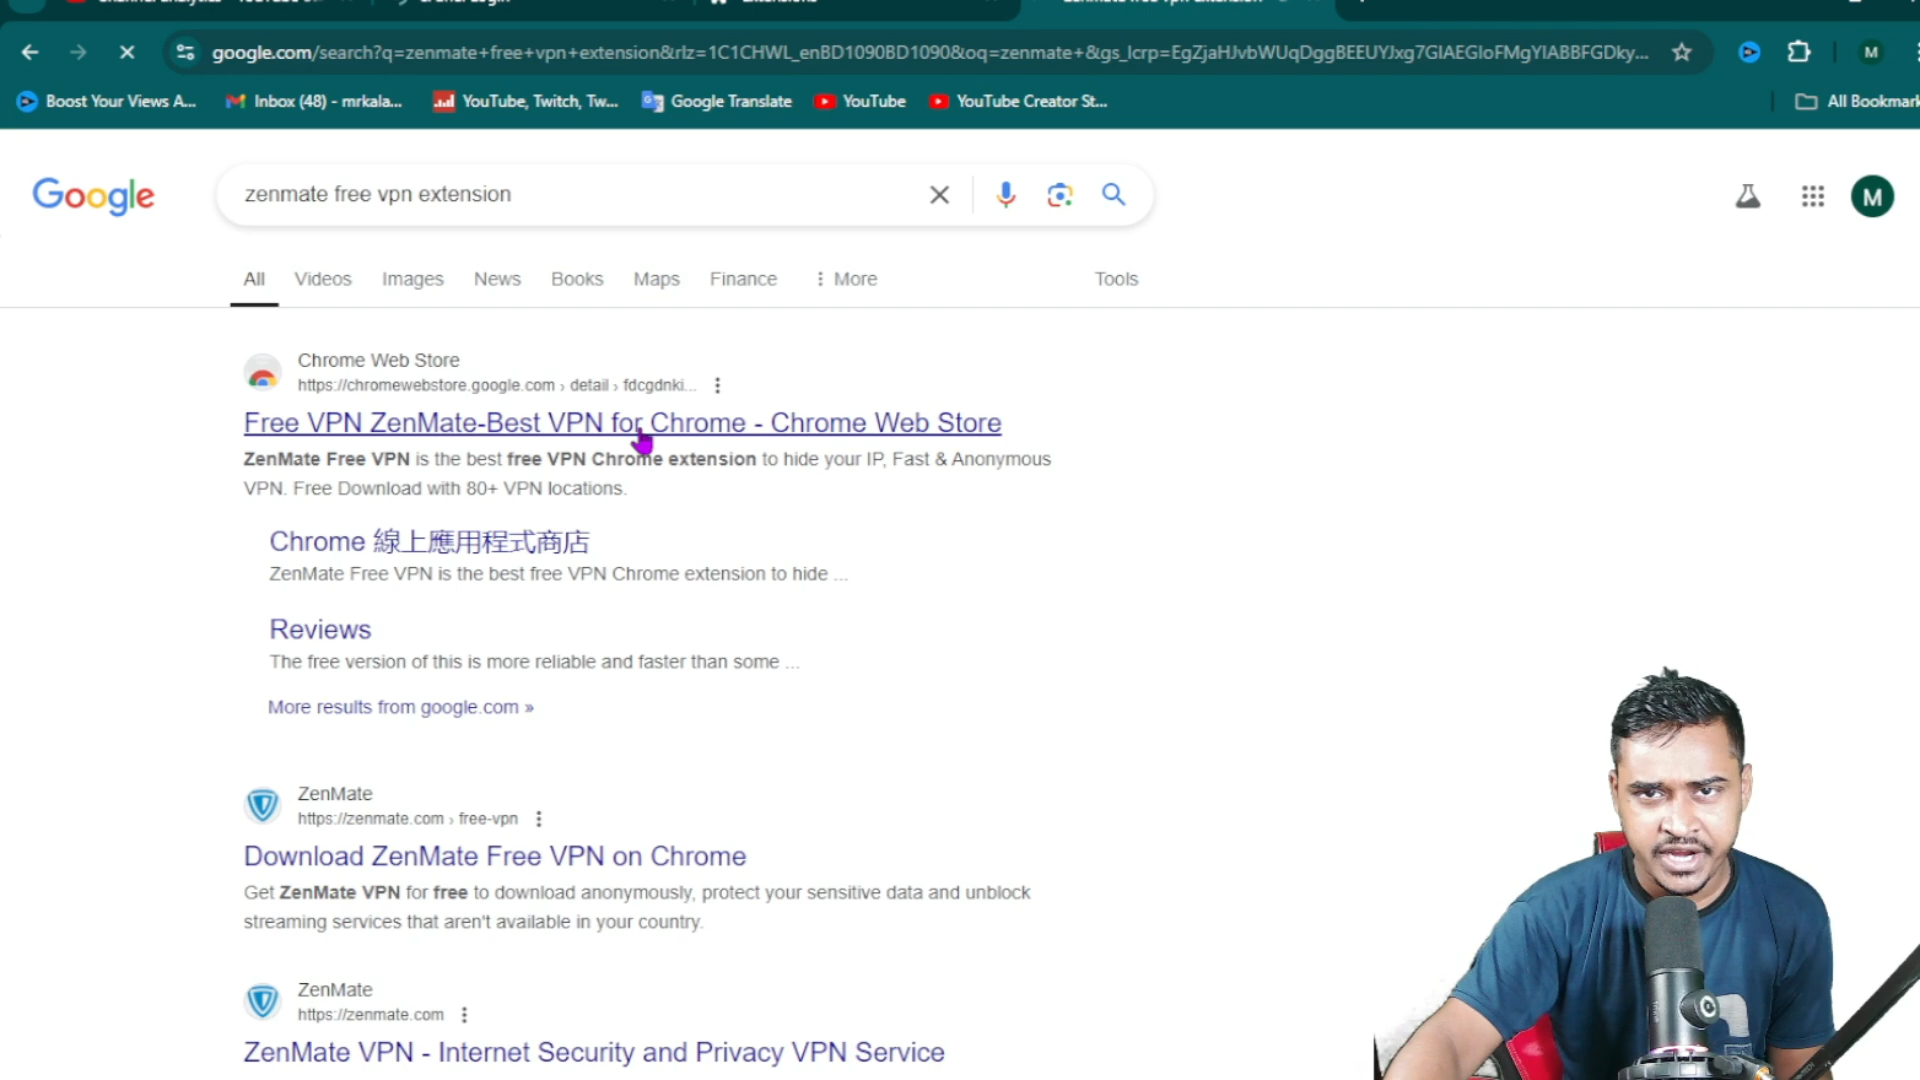 google.com/search?q=zenmate+free+vpn+extension&rlz=1C1CHWL_enBD1090BD1090&oq=zenmate+&gs_lcrp=EgZjaHJvbWUqDggBEEUYJxg7GIAEGIoFMgYIABBFGDky...
M
Boost Your Views A...
Inbox (48) - mrkala...
YouTube, Twitch, Tw...
Google Translate
YouTube
YouTube Creator St...
All Bookmark
Google
zenmate free vpn extension
M
All
Videos
Images
News
Books
Maps
Finance
More
Tools
Chrome Web Store
https://chromewebstore.google.com › detail › fdcgdnki...
Free VPN ZenMate-Best VPN for Chrome - Chrome Web Store
ZenMate Free VPN is the best free VPN Chrome extension to hide your IP, Fast & Anonymous
VPN. Free Download with 80+ VPN locations.
Chrome 線上應用程式商店
ZenMate Free VPN is the best free VPN Chrome extension to hide ...
Reviews
The free version of this is more reliable and faster than some ...
More results from google.com »
ZenMate
https://zenmate.com › free-vpn
Download ZenMate Free VPN on Chrome
Get ZenMate VPN for free to download anonymously, protect your sensitive data and unblock
streaming services that aren't available in your country.
ZenMate
https://zenmate.com
ZenMate VPN - Internet Security and Privacy VPN Service